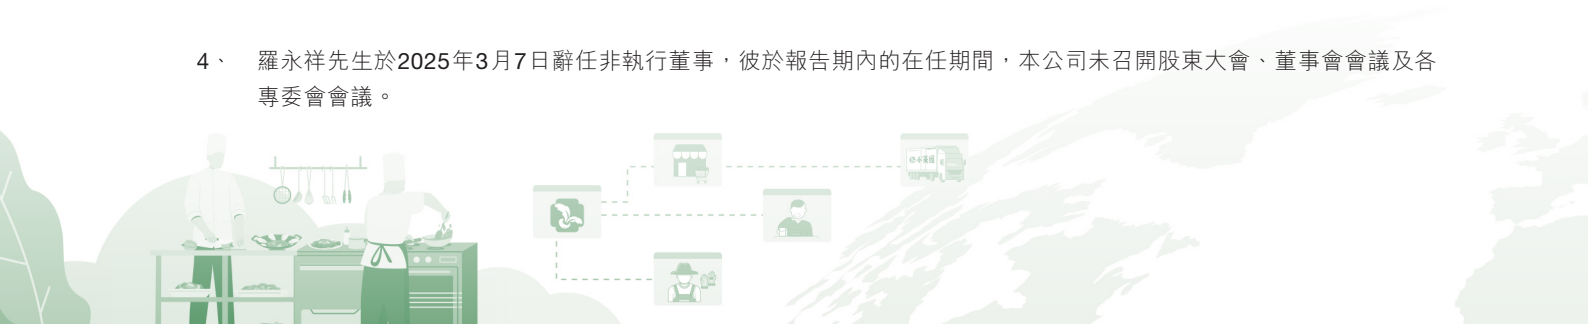 4、 羅永祥先生於2025年3月7日辭任非執行董事，彼於報告期內的在任期間，本公司未召開股東大會、董事會會議及各
專委會會議。